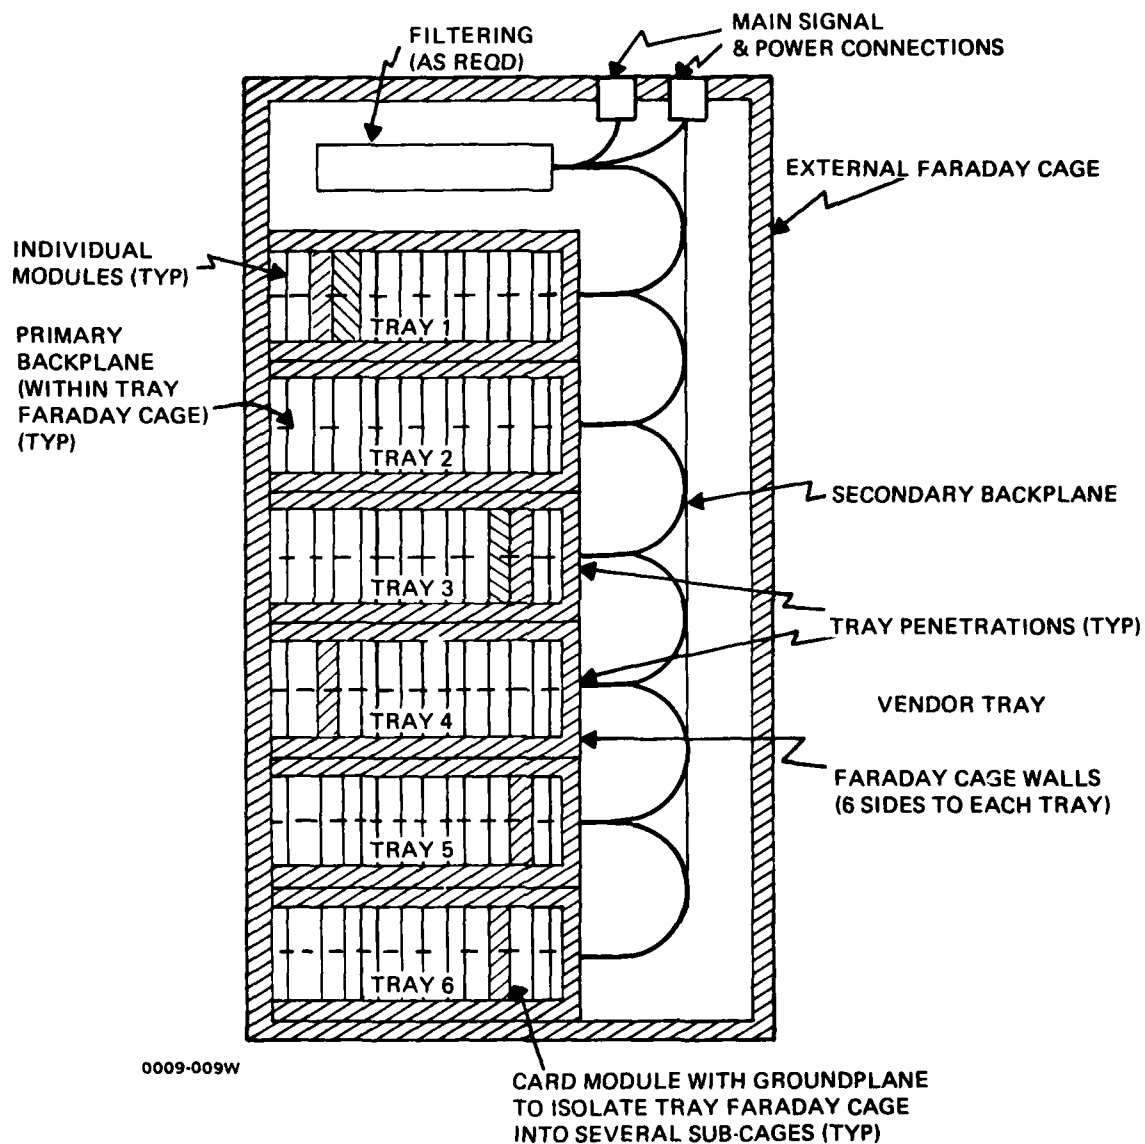 MAIN SIGNAL
& POWER CONNECTIONS
FILTERING
(AS REQD)
EXTERNAL FARADAY CAGE
INDIVIDUAL
MODULES (TYP)
TRAY 1
PRIMARY
BACKPLANE
(WITHIN TRAY
FARADAY CAGE)
(TYP)
TRAY 2
SECONDARY BACKPLANE
TRAY 3
TRAY PENETRATIONS (TYP)
VENDOR TRAY
TRAY 4
FARADAY CAGE WALLS
(6 SIDES TO EACH TRAY)
TRAY 5
TRAY 6
0009-009W
CARD MODULE WITH GROUNDPLANE
TO ISOLATE TRAY FARADAY CAGE
INTO SEVERAL SUB-CAGES (TYP)